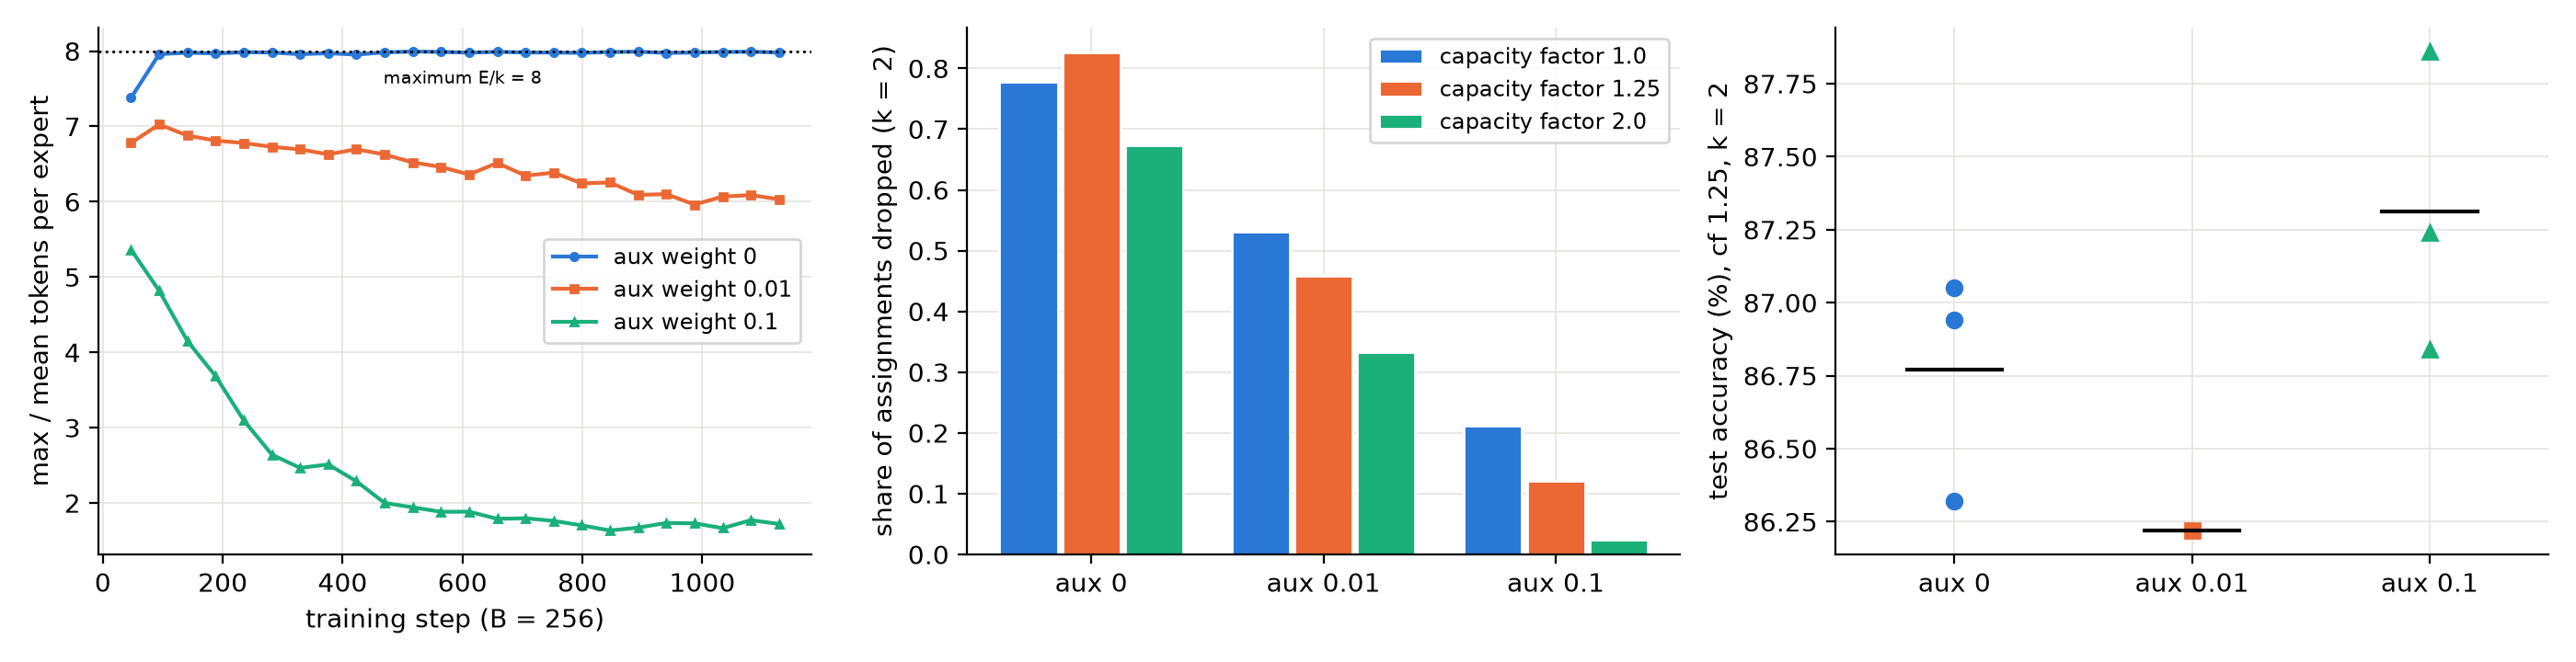 max / mean tokens per expert
8
7
6
5
4
3
2
maximum E/k = 8
aux weight 0
aux weight 0.01
aux weight 0.1
0 200 400 600 800 1000
training step (B = 256)
share of assignments dropped (k = 2)
0.8
0.7
0.6
0.5
0.4
0.3
0.2
0.1
0.0
capacity factor 1.0
capacity factor 1.25
capacity factor 2.0
aux 0 aux 0.01 aux 0.1
test accuracy (%), cf 1.25, k = 2
87.75
87.50
87.25
87.00
86.75
86.50
86.25
aux 0 aux 0.01 aux 0.1